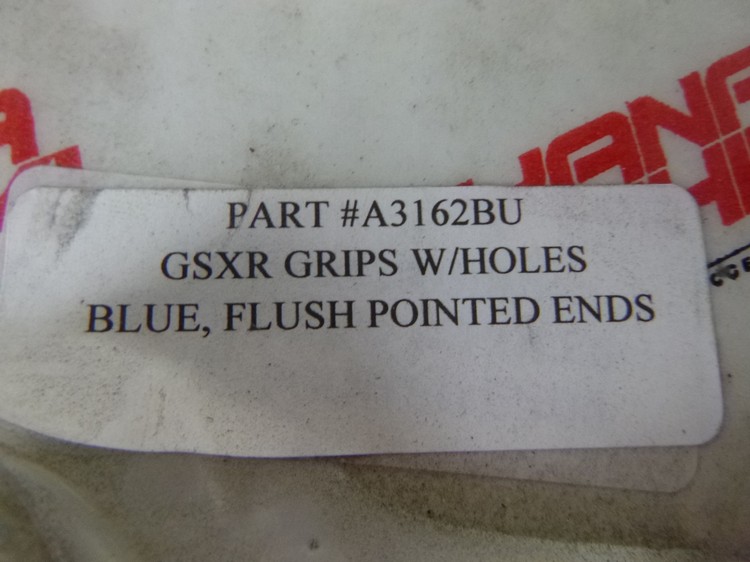 PART #A3162BU
GSXR GRIPS W/HOLES
BLUE, FLUSH POINTED ENDS